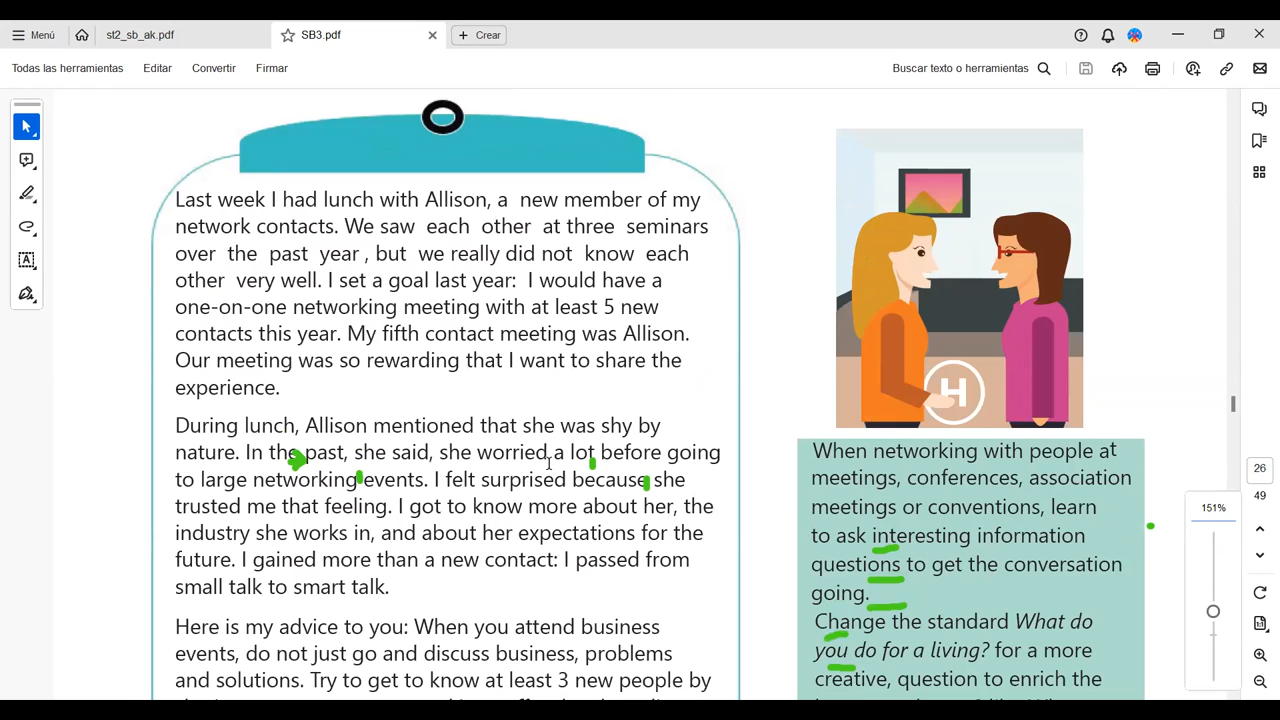 Menú
st2_sb_ak.pdf
SB3.pdf
Crear
Todas las herramientas
Editar
Convertir
Firmar
Buscar texto o herramientas
Last week I had lunch with Allison, a new member of my
network contacts. We saw each other at three seminars
over the past year , but we really did not know each
other very well. I set a goal last year: I would have a
one-on-one networking meeting with at least 5 new
contacts this year. My fifth contact meeting was Allison.
Our meeting was so rewarding that I want to share the
experience.
During lunch, Allison mentioned that she was shy by
nature. In the past, she said, she worried a lot before going
to large networking events. I felt surprised because she
trusted me that feeling. I got to know more about her, the
industry she works in, and about her expectations for the
future. I gained more than a new contact: I passed from
small talk to smart talk.
Here is my advice to you: When you attend business
events, do not just go and discuss business, problems
and solutions. Try to get to know at least 3 new people by
H
When networking with people at
meetings, conferences, association
meetings or conventions, learn
to ask interesting information
questions to get the conversation
going.
Change the standard What do
you do for a living? for a more
creative, question to enrich the
26
49
151%